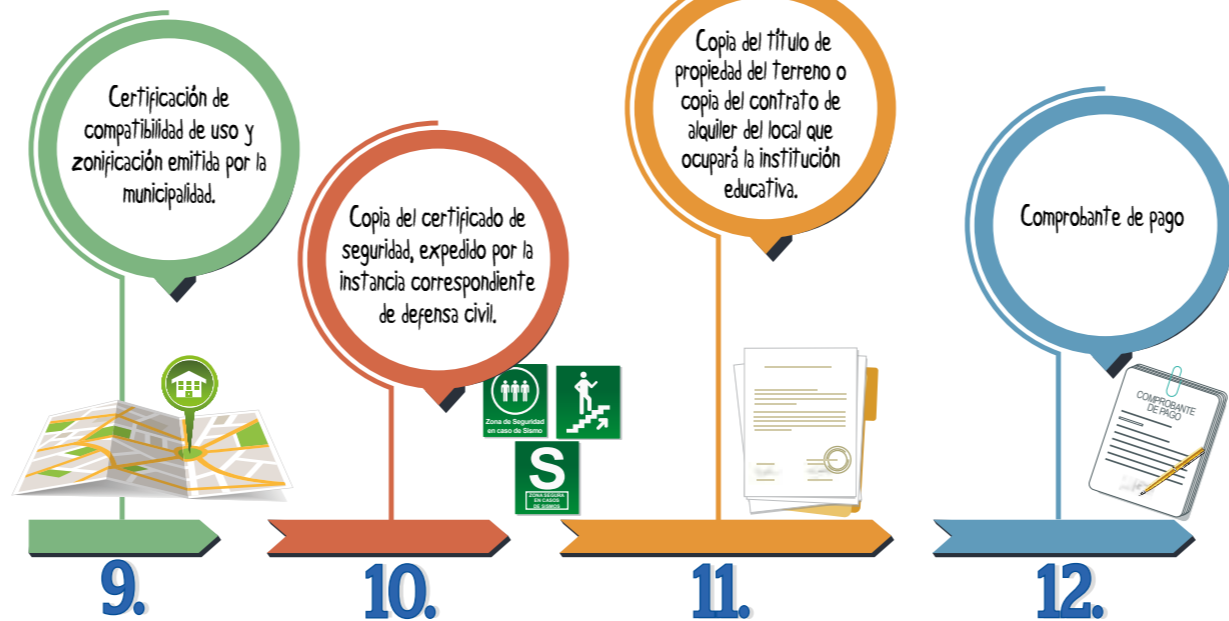 Certificación de
compatibilidad de uso y
zonificación emitida por la
municipalidad.
9.
Copia del certificado de
seguridad, expedido por la
instancia correspondiente
de defensa civil.
Zona de Seguridad
en caso de Sismo
S
ZONA SEGURA
EN CASOS
DE SISMOS
10.
Copia del título de
propiedad del terreno o
copia del contrato de
alquiler del local que
ocupará la institución
educativa.
11.
Comprobante de pago
COMPROBANTE
DE PAGO
12.